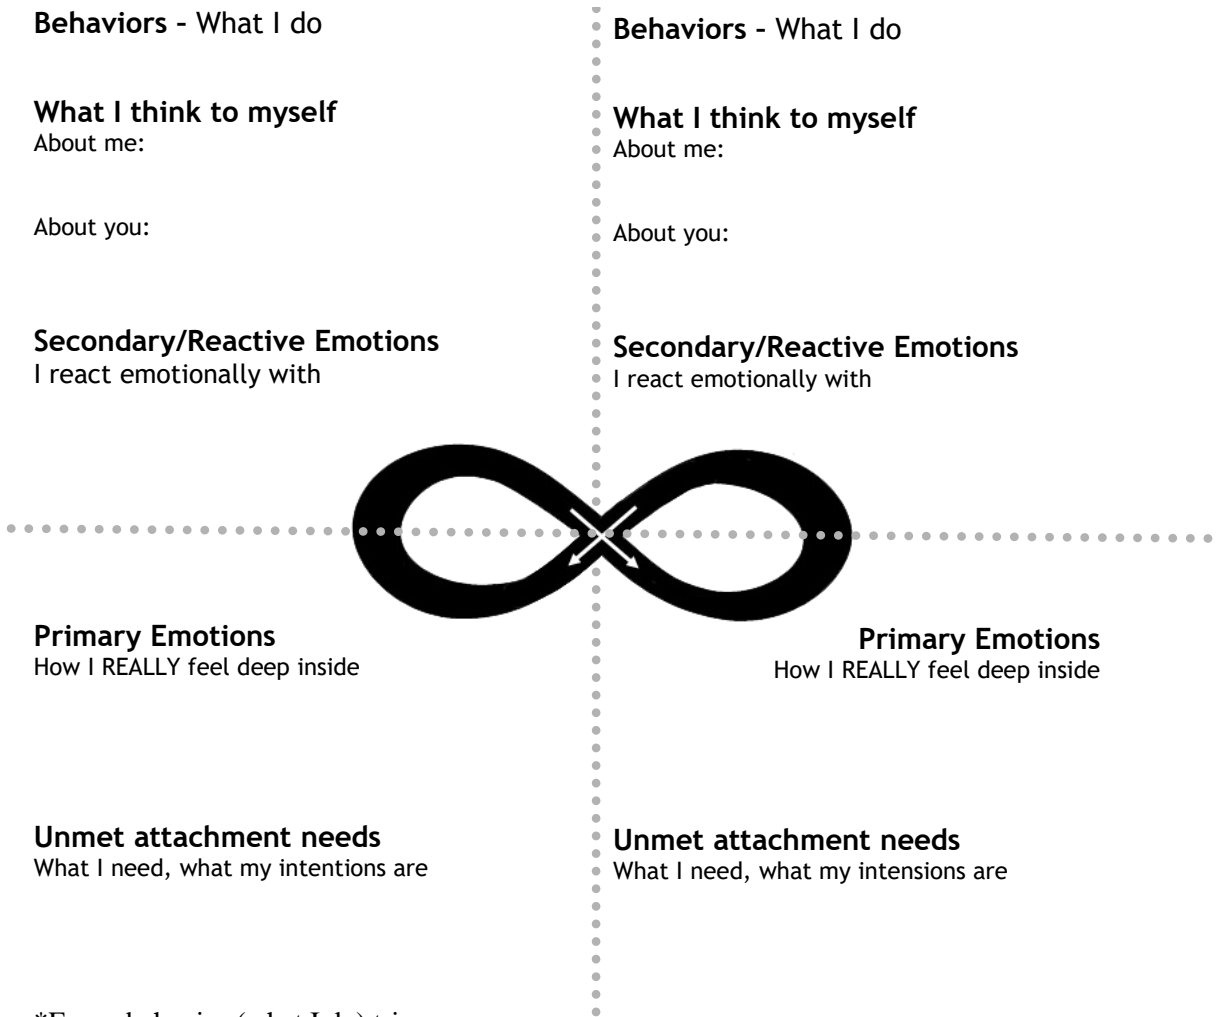 Behaviors - What I do
What I think to myself
About me:
About you:
Secondary/Reactive Emotions
I react emotionally with
Primary Emotions
How I REALLY feel deep inside
Unmet attachment needs
What I need, what my intentions are
Behaviors - What I do
What I think to myself
About me:
About you:
Secondary/Reactive Emotions
I react emotionally with
Primary Emotions
How I REALLY feel deep inside
Unmet attachment needs
What I need, what my intensions are